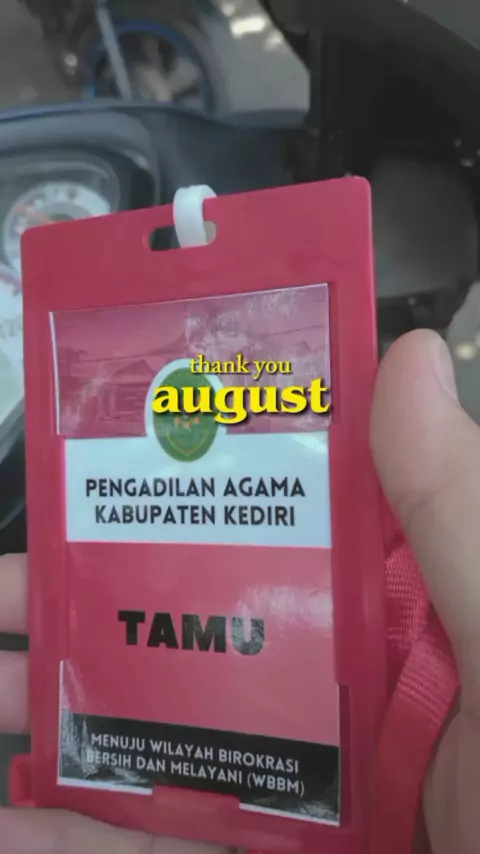 thank you
august
PENGADILAN AGAMA
KABUPATEN KEDIRI
TAMU
MENUJU WILAYAH BIROKRASI
BERSIH DAN MELAYANI (WBBM)